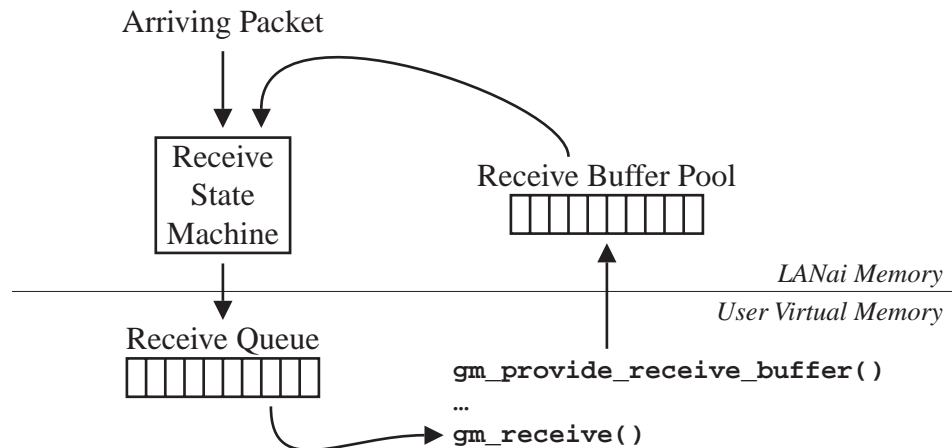 Arriving Packet
Receive
State
Machine
Receive Buffer Pool
LANai Memory
User Virtual Memory
Receive Queue
gm_provide_receive_buffer()
…
gm_receive()